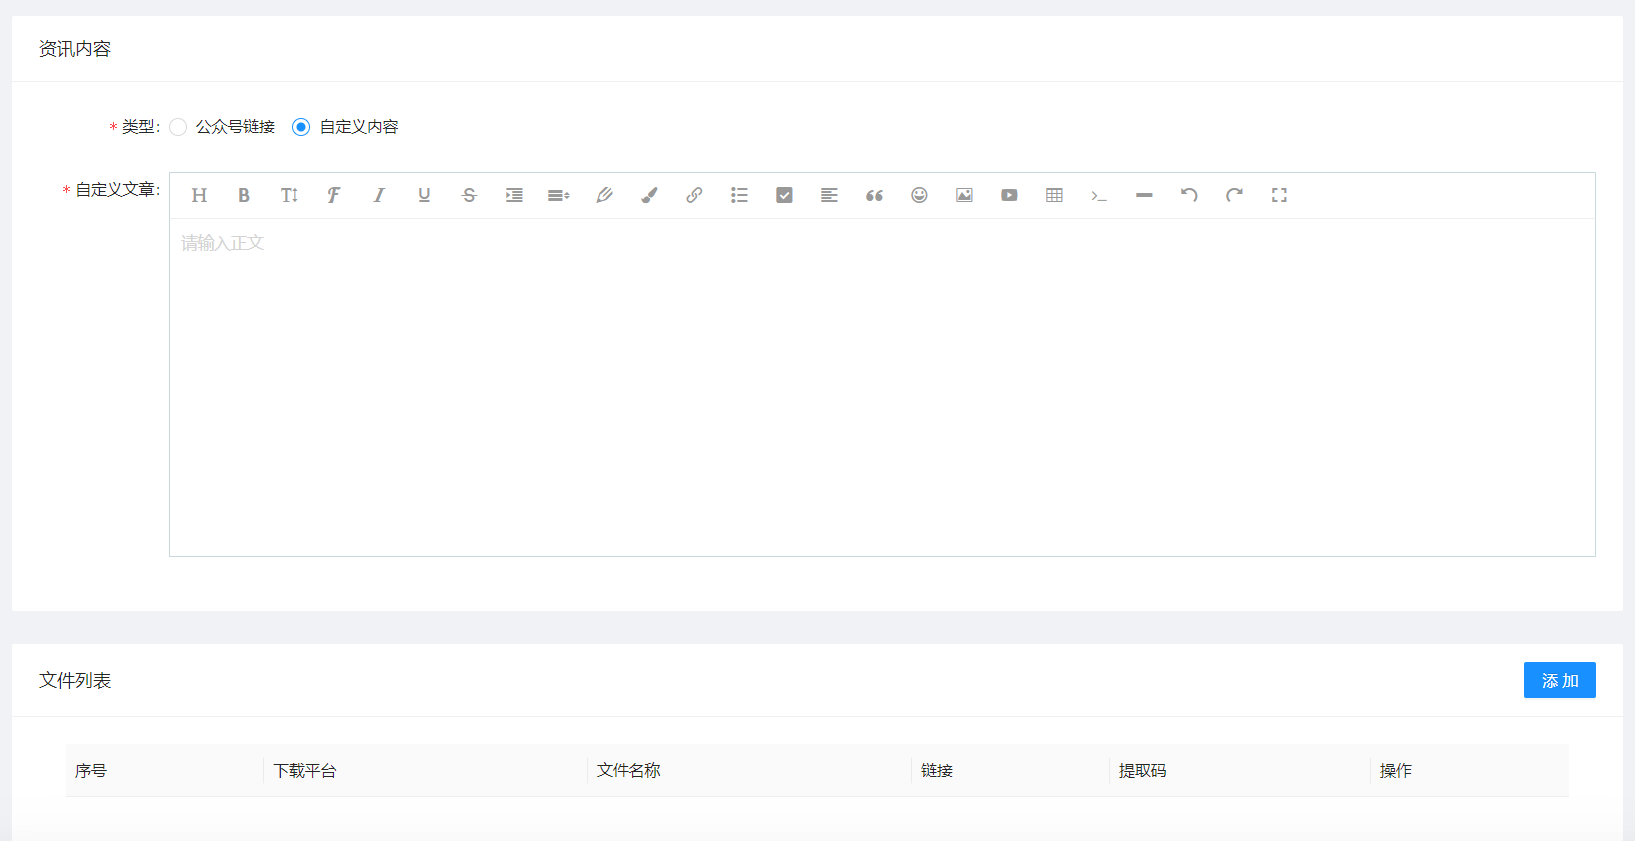 资讯内容
* 类型: 公众号链接 自定义内容
* 自定义文章:
请输入正文
文件列表 添加
序号 下载平台 文件名称 链接 提取码 操作